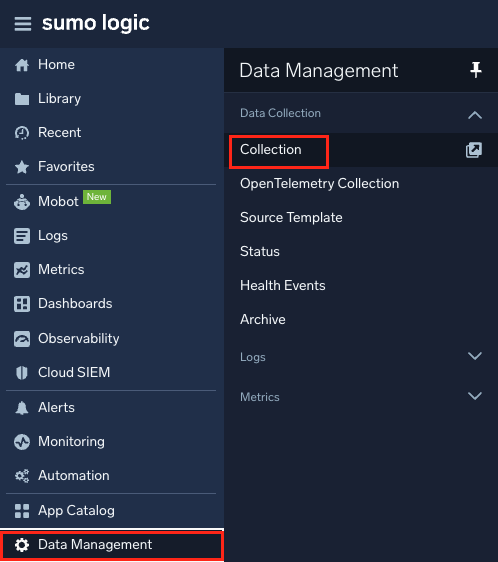 sumo logic
Home
Library
Recent
Favorites
Mobot New
Logs
Metrics
Dashboards
Observability
Cloud SIEM
Alerts
Monitoring
Automation
App Catalog
Data Management
Data Management
Data Collection
Collection
OpenTelemetry Collection
Source Template
Status
Health Events
Archive
Logs
Metrics